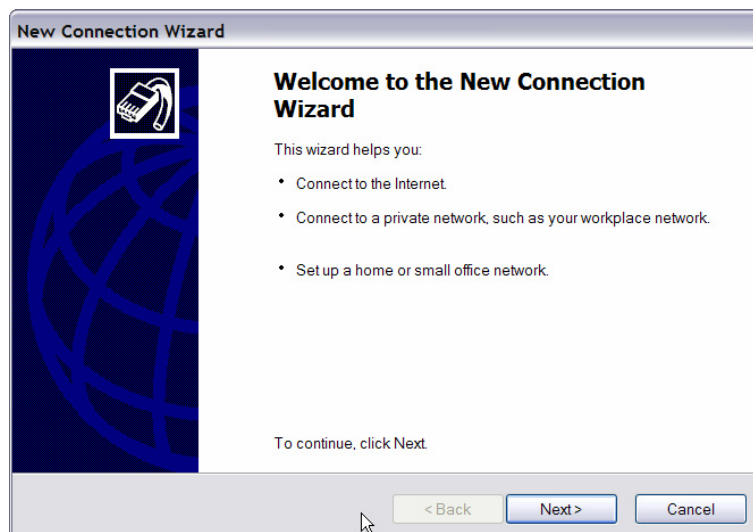 New Connection Wizard
Welcome to the New Connection
Wizard
This wizard helps you:
• Connect to the Internet.
• Connect to a private network, such as your workplace network.
• Set up a home or small office network.
To continue, click Next.
< Back Next > Cancel